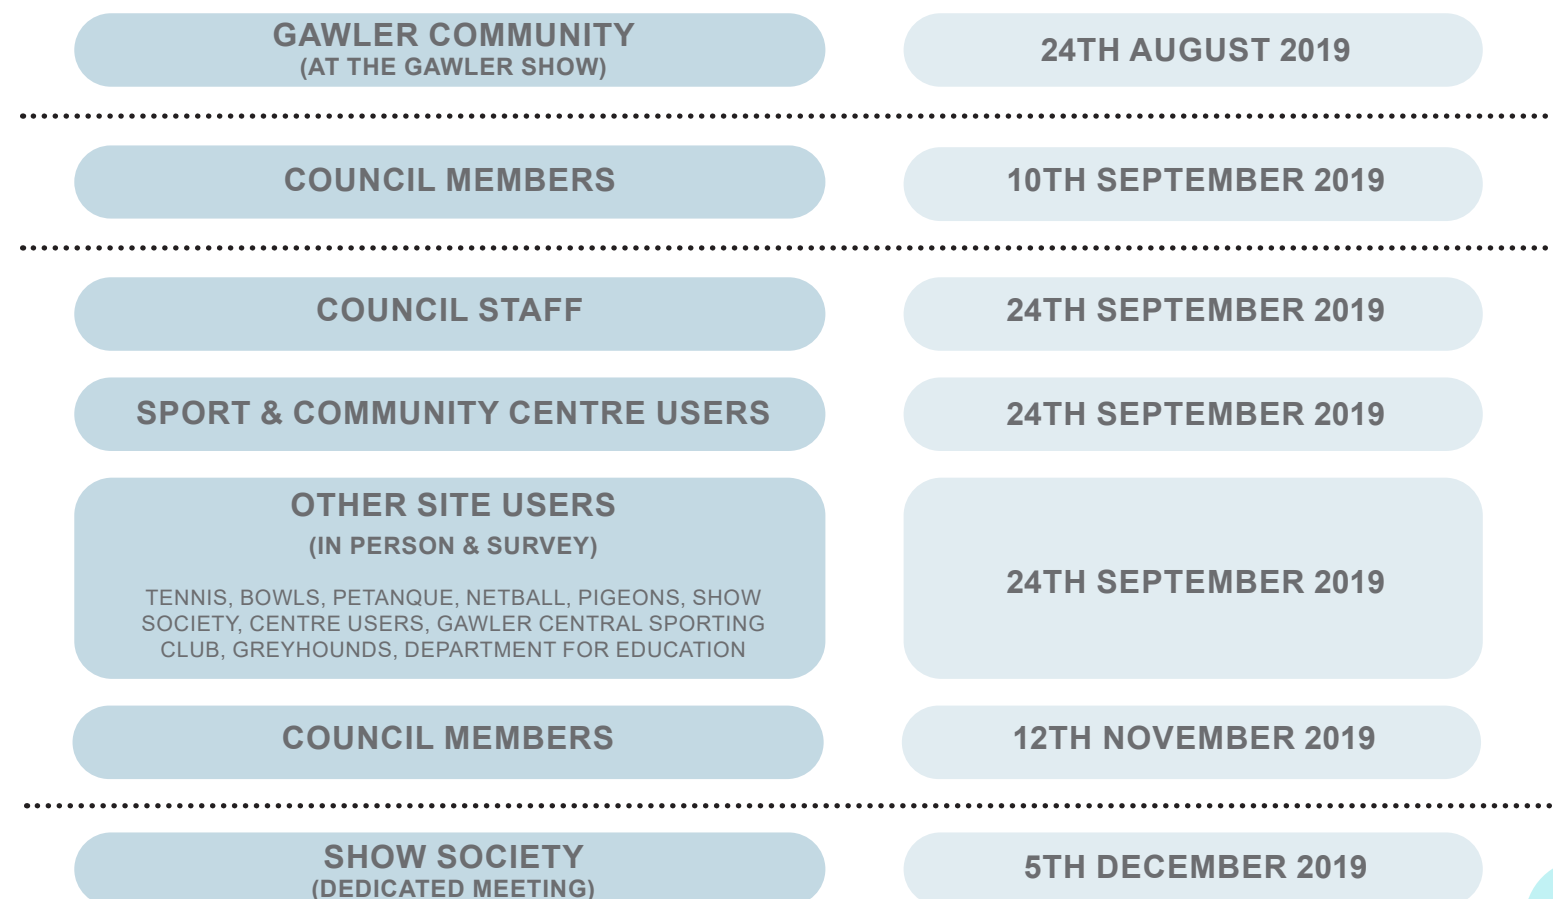 GAWLER COMMUNITY
(AT THE GAWLER SHOW)
24TH AUGUST 2019
COUNCIL MEMBERS
10TH SEPTEMBER 2019
COUNCIL STAFF
24TH SEPTEMBER 2019
SPORT & COMMUNITY CENTRE USERS
24TH SEPTEMBER 2019
OTHER SITE USERS
(IN PERSON & SURVEY)
TENNIS, BOWLS, PETANQUE, NETBALL, PIGEONS, SHOW
SOCIETY, CENTRE USERS, GAWLER CENTRAL SPORTING
CLUB, GREYHOUNDS, DEPARTMENT FOR EDUCATION
24TH SEPTEMBER 2019
COUNCIL MEMBERS
12TH NOVEMBER 2019
SHOW SOCIETY
(DEDICATED MEETING)
5TH DECEMBER 2019